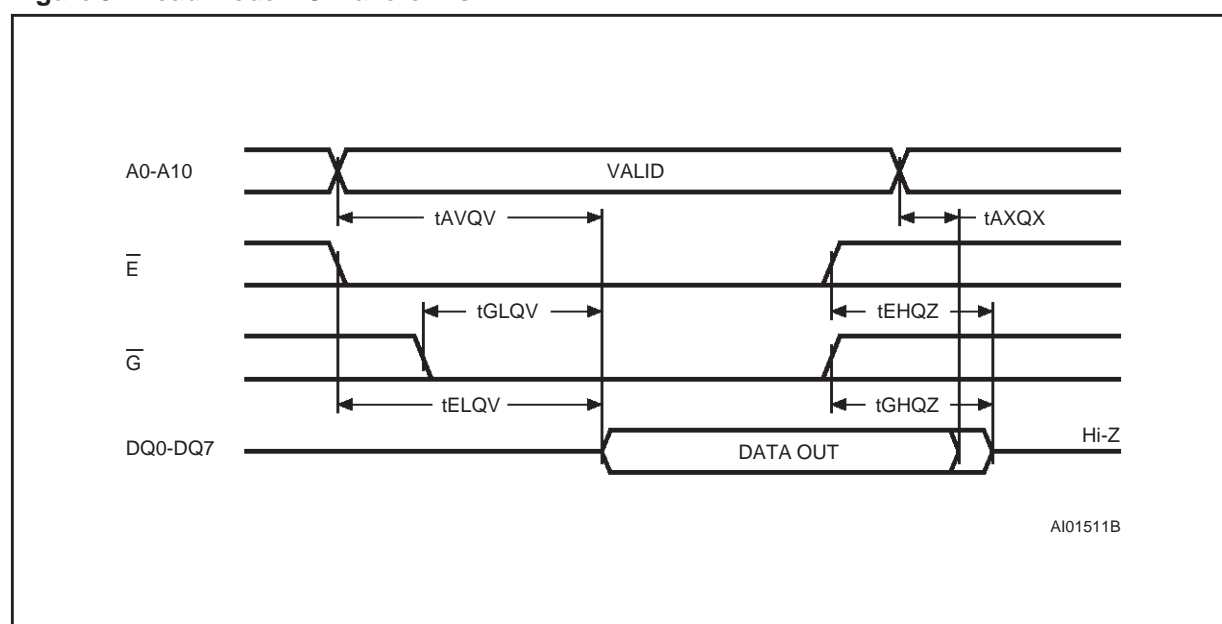 A0-A10
VALID
tAVQV
tAXQX
E
tGLQV
tEHQZ
G
tELQV
tGHQZ
DQ0-DQ7
DATA OUT
Hi-Z
AI01511B